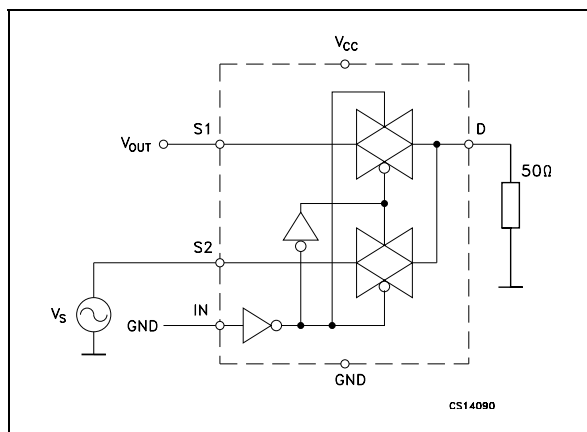 VCC
S1
D
VOUT
50Ω
S2
IN
VS
GND
GND
CS14090